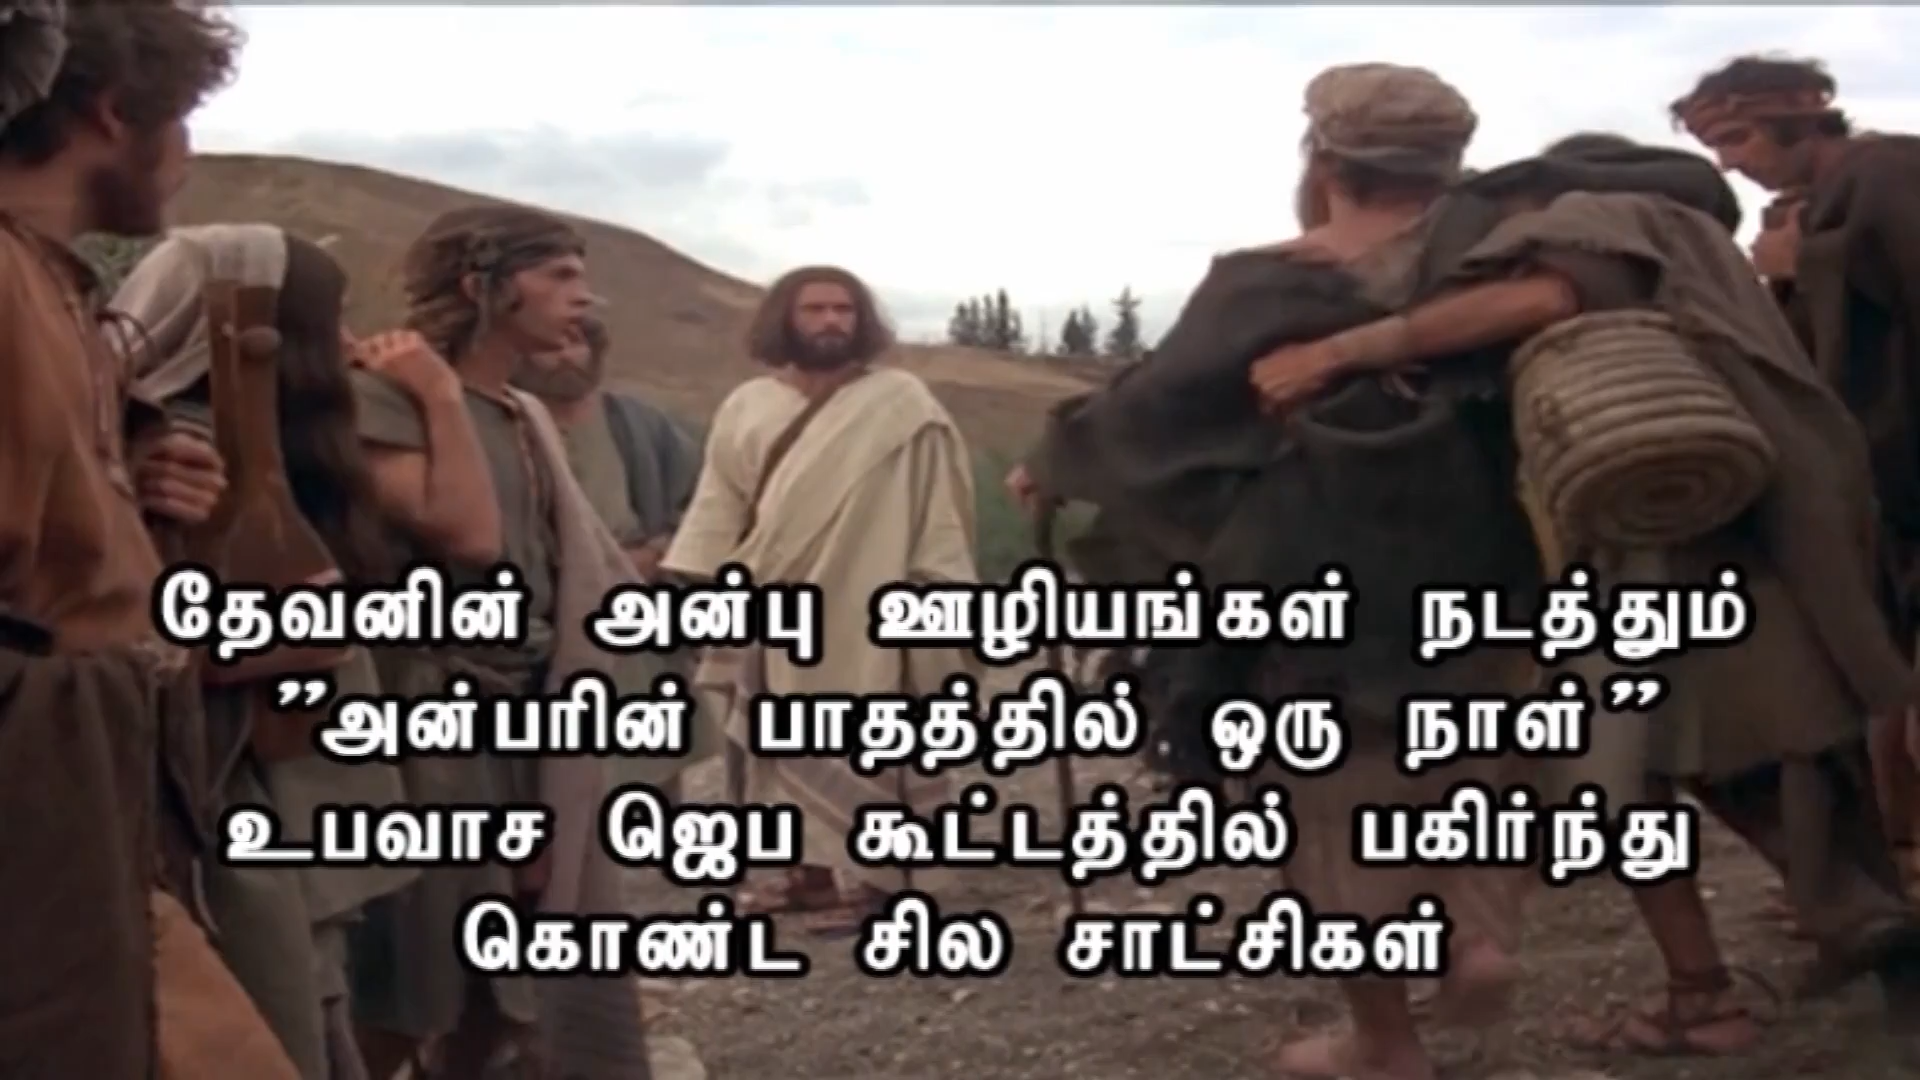 தேவனின் அன்பு ஊழியங்கள் நடத்தும்
"அன்பரின் பாதத்தில் ஒரு நாள்"
உபவாச ஜெப கூட்டத்தில் பகிர்ந்து
கொண்ட சில சாட்சிகள்